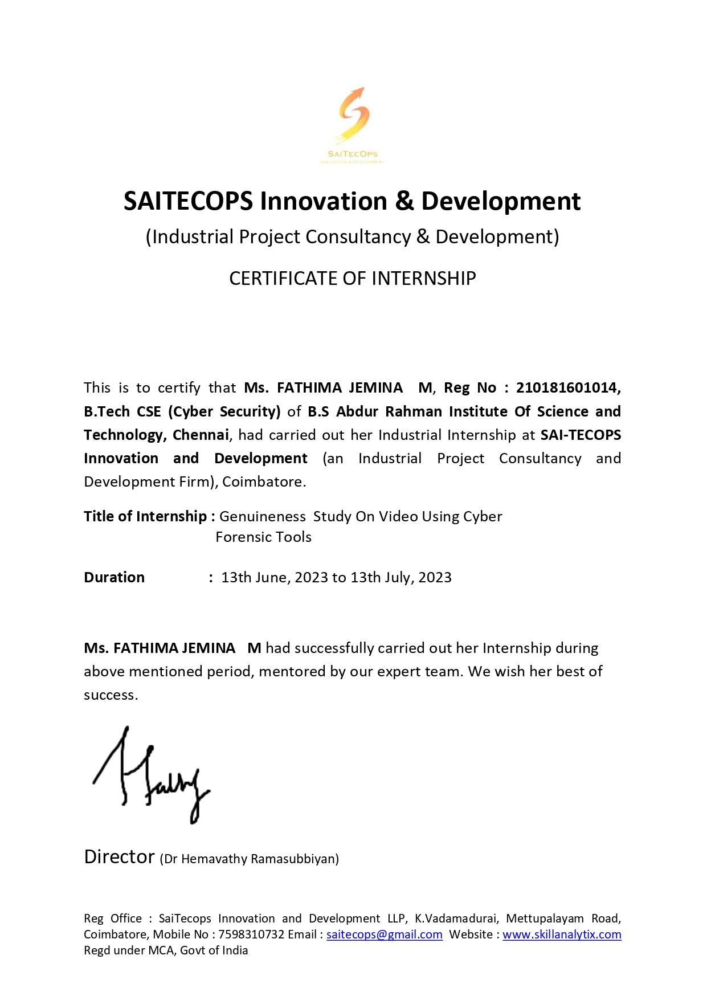 SAITECOPS
INNOVATION & DEVELOPMENT
SAITECOPS Innovation & Development
(Industrial Project Consultancy & Development)
CERTIFICATE OF INTERNSHIP
This is to certify that Ms. FATHIMA JEMINA M, Reg No : 210181601014,
B.Tech CSE (Cyber Security) of B.S Abdur Rahman Institute Of Science and
Technology, Chennai, had carried out her Industrial Internship at SAI-TECOPS
Innovation and Development (an Industrial Project Consultancy and
Development Firm), Coimbatore.
Title of Internship : Genuineness Study On Video Using Cyber
Forensic Tools
Duration : 13th June, 2023 to 13th July, 2023
Ms. FATHIMA JEMINA M had successfully carried out her Internship during
above mentioned period, mentored by our expert team. We wish her best of
success.
Director (Dr Hemavathy Ramasubbiyan)
Reg Office : SaiTecops Innovation and Development LLP, K.Vadamadurai, Mettupalayam Road,
Coimbatore, Mobile No : 7598310732 Email : saitecops@gmail.com Website : www.skillanalytix.com
Regd under MCA, Govt of India